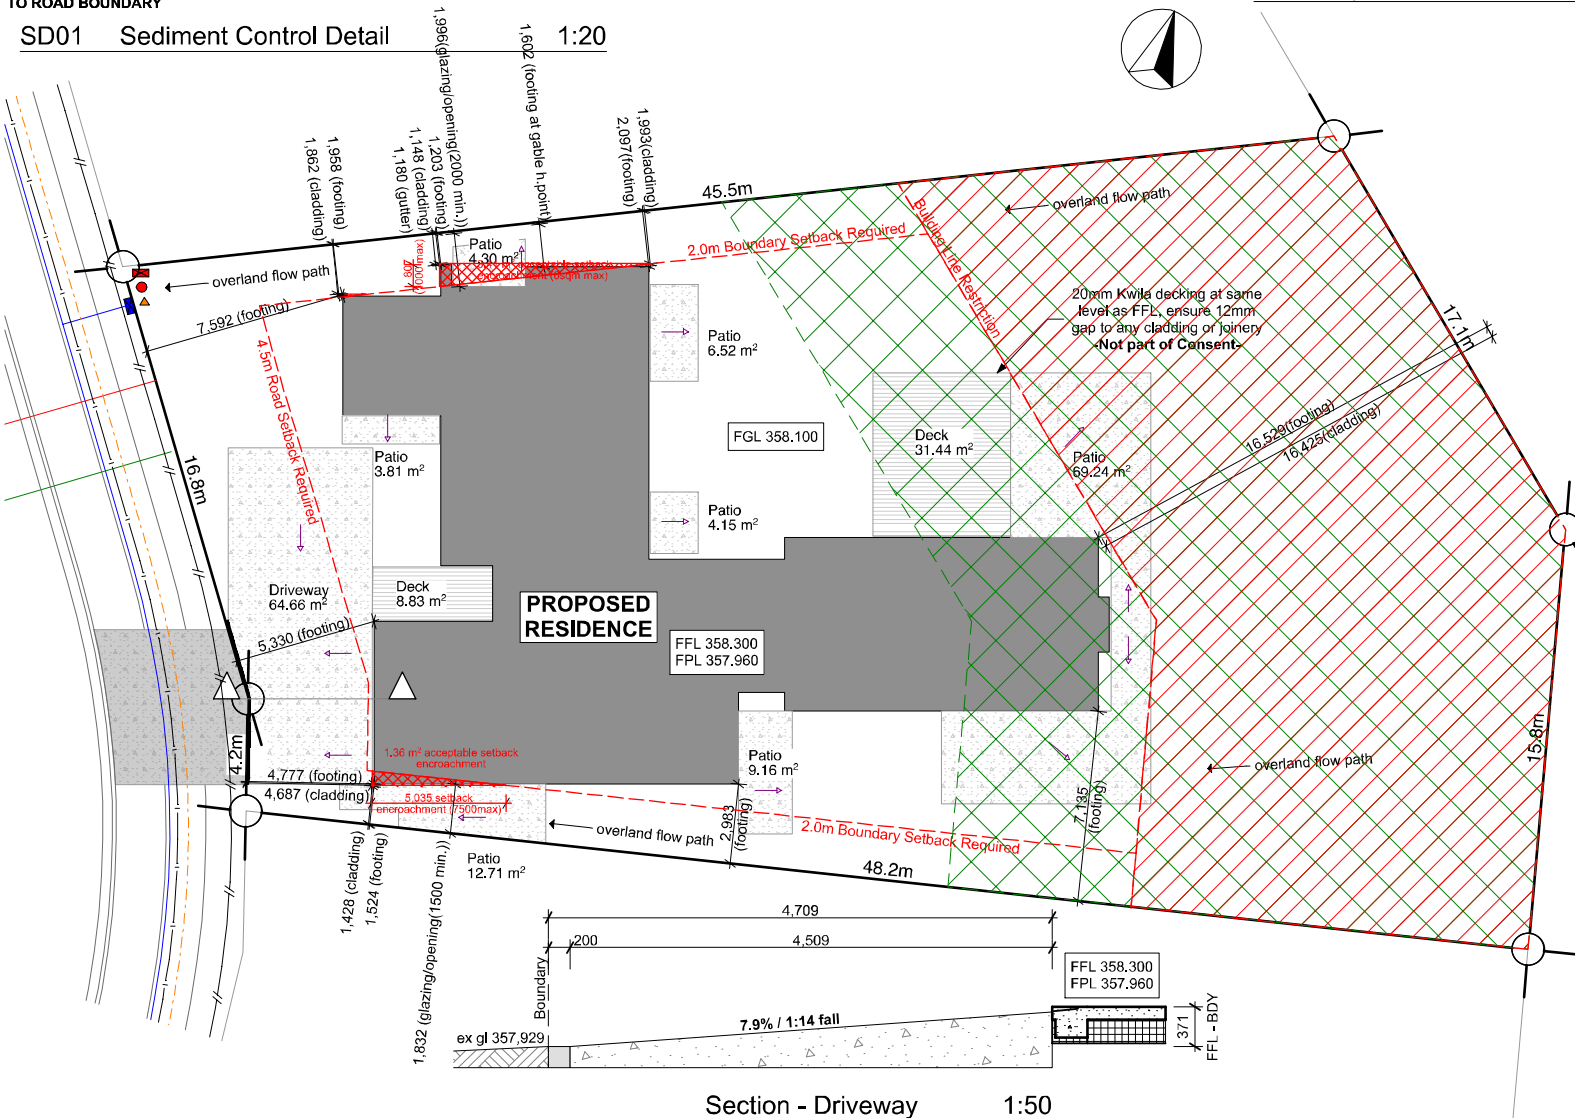 TO ROAD BOUNDARY
SD01 Sediment Control Detail 1:20
1,996(glazing/opening(2000 min.))
1,602 (footing at gable h.point)
1,993(cladding)
2,097(footing)
1,958 (footing)
1,862 (cladding)
1,203 (footing)
1,148 (cladding)
1,180 (gutter)
45.5m
overland flow path
Building Line Restriction
2.0m Boundary Setback Required
Patio
4.30 m²
overland flow path
7,592 (footing)
4.5m Road Setback Required
20mm Kwila decking at same
level as FFL, ensure 12mm
gap to any cladding or joinery
-Not part of Consent-
17.1m
Patio
6.52 m²
16,529(footing)
16,425(cladding)
FGL 358.100
Deck
31.44 m²
Patio
69.24 m²
Patio
3.81 m²
16.8m
Patio
4.15 m²
Driveway
64.66 m²
Deck
8.83 m²
PROPOSED
RESIDENCE
5,330 (footing)
FFL 358.300
FPL 357.960
4.2m
1.36 m² acceptable setback
encroachment
4,777 (footing)
4,687 (cladding)
5,035 setback
encroachment (7500max)
Patio
9.16 m²
overland flow path
15.8m
2,983
(footing)
7,135
(footing)
overland flow path
2.0m Boundary Setback Required
Patio
12.71 m²
48.2m
1,428 (cladding)
1,524 (footing)
1,832 (glazing/opening(1500 min.))
4,709
200
4,509
Boundary
FFL 358.300
FPL 357.960
ex gl 357,929
7.9% / 1:14 fall
371
FFL - BDY
Section - Driveway 1:50